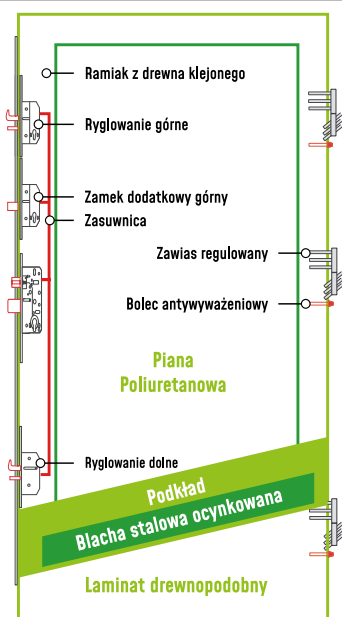 Ramiak z drewna klejonego
Ryglowanie górne
Zamek dodatkowy górny
Zasuwnica
Zawias regulowany
Bolec antywyważeniowy
Piana
Poliuretanowa
Ryglowanie dolne
Podkład
Blacha stalowa ocynkowana
Laminat drewnopodobny